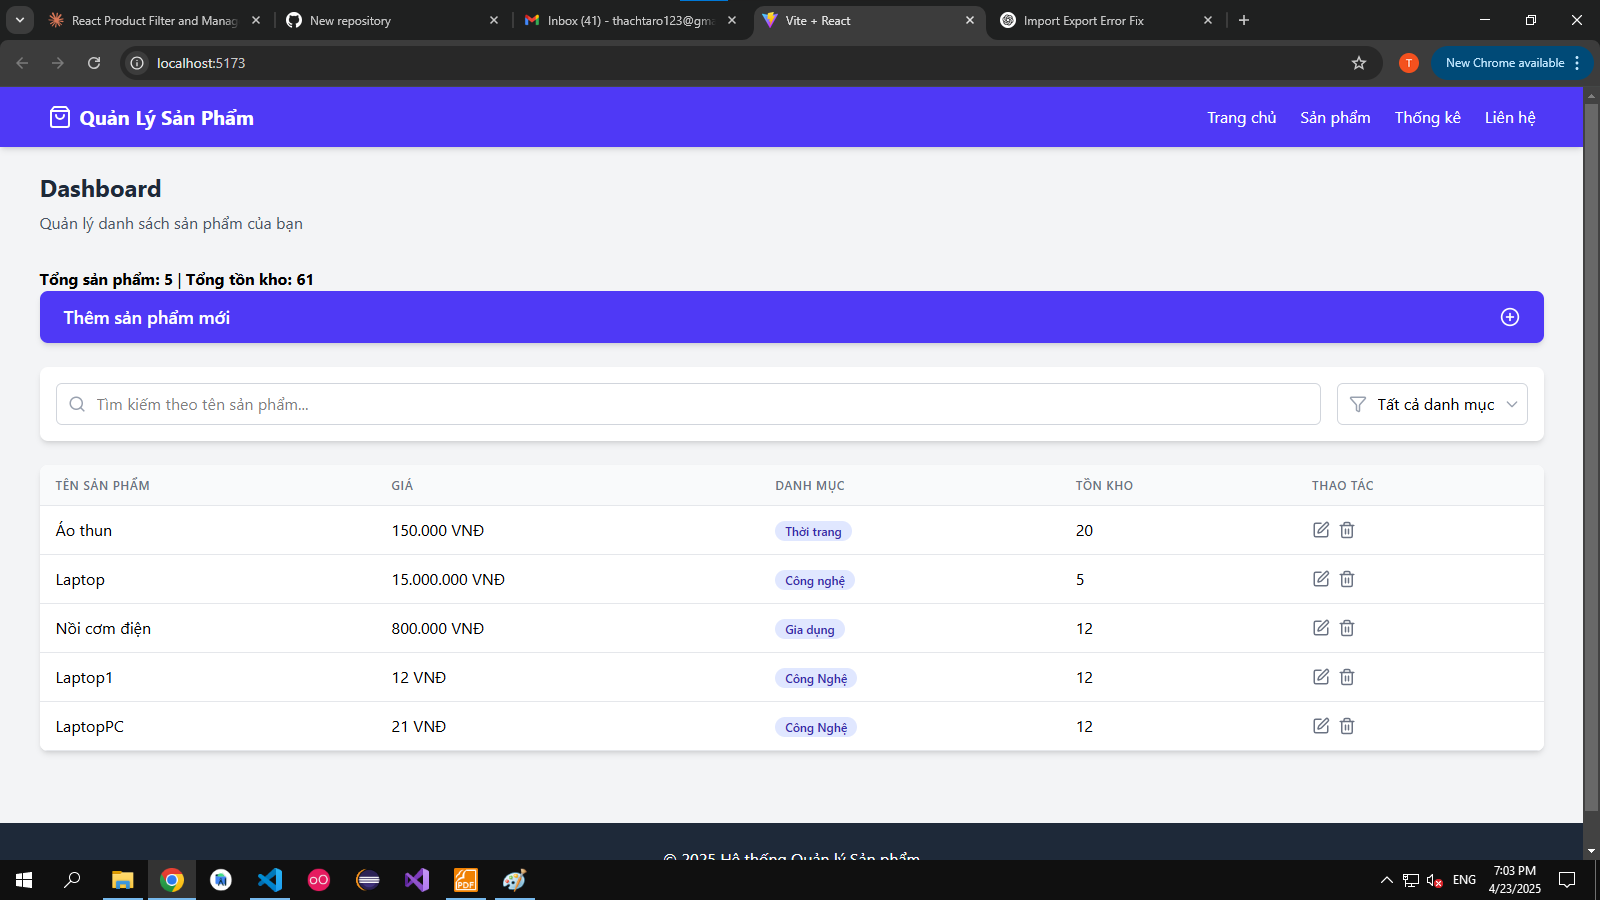 React Product Filter and Manag
New repository
Inbox (41) - thachtaro123@gma
Vite + React
Import Export Error Fix
localhost:5173
T
New Chrome available
Quản Lý Sản Phẩm
Trang chủ
Sản phẩm
Thống kê
Liên hệ
Dashboard
Quản lý danh sách sản phẩm của bạn
Tổng sản phẩm: 5 | Tổng tồn kho: 61
Thêm sản phẩm mới
Tìm kiếm theo tên sản phẩm...
Tất cả danh mục
TÊN SẢN PHẨM GIÁ DANH MỤC TỒN KHO THAO TÁC
Áo thun 150.000 VNĐ Thời trang 20
Laptop 15.000.000 VNĐ Công nghệ 5
Nồi cơm điện 800.000 VNĐ Gia dụng 12
Laptop1 12 VNĐ Công Nghệ 12
LaptopPC 21 VNĐ Công Nghệ 12
© 2025 Hệ thống Quản lý Sản phẩm
PDF
ENG
7:03 PM
4/23/2025